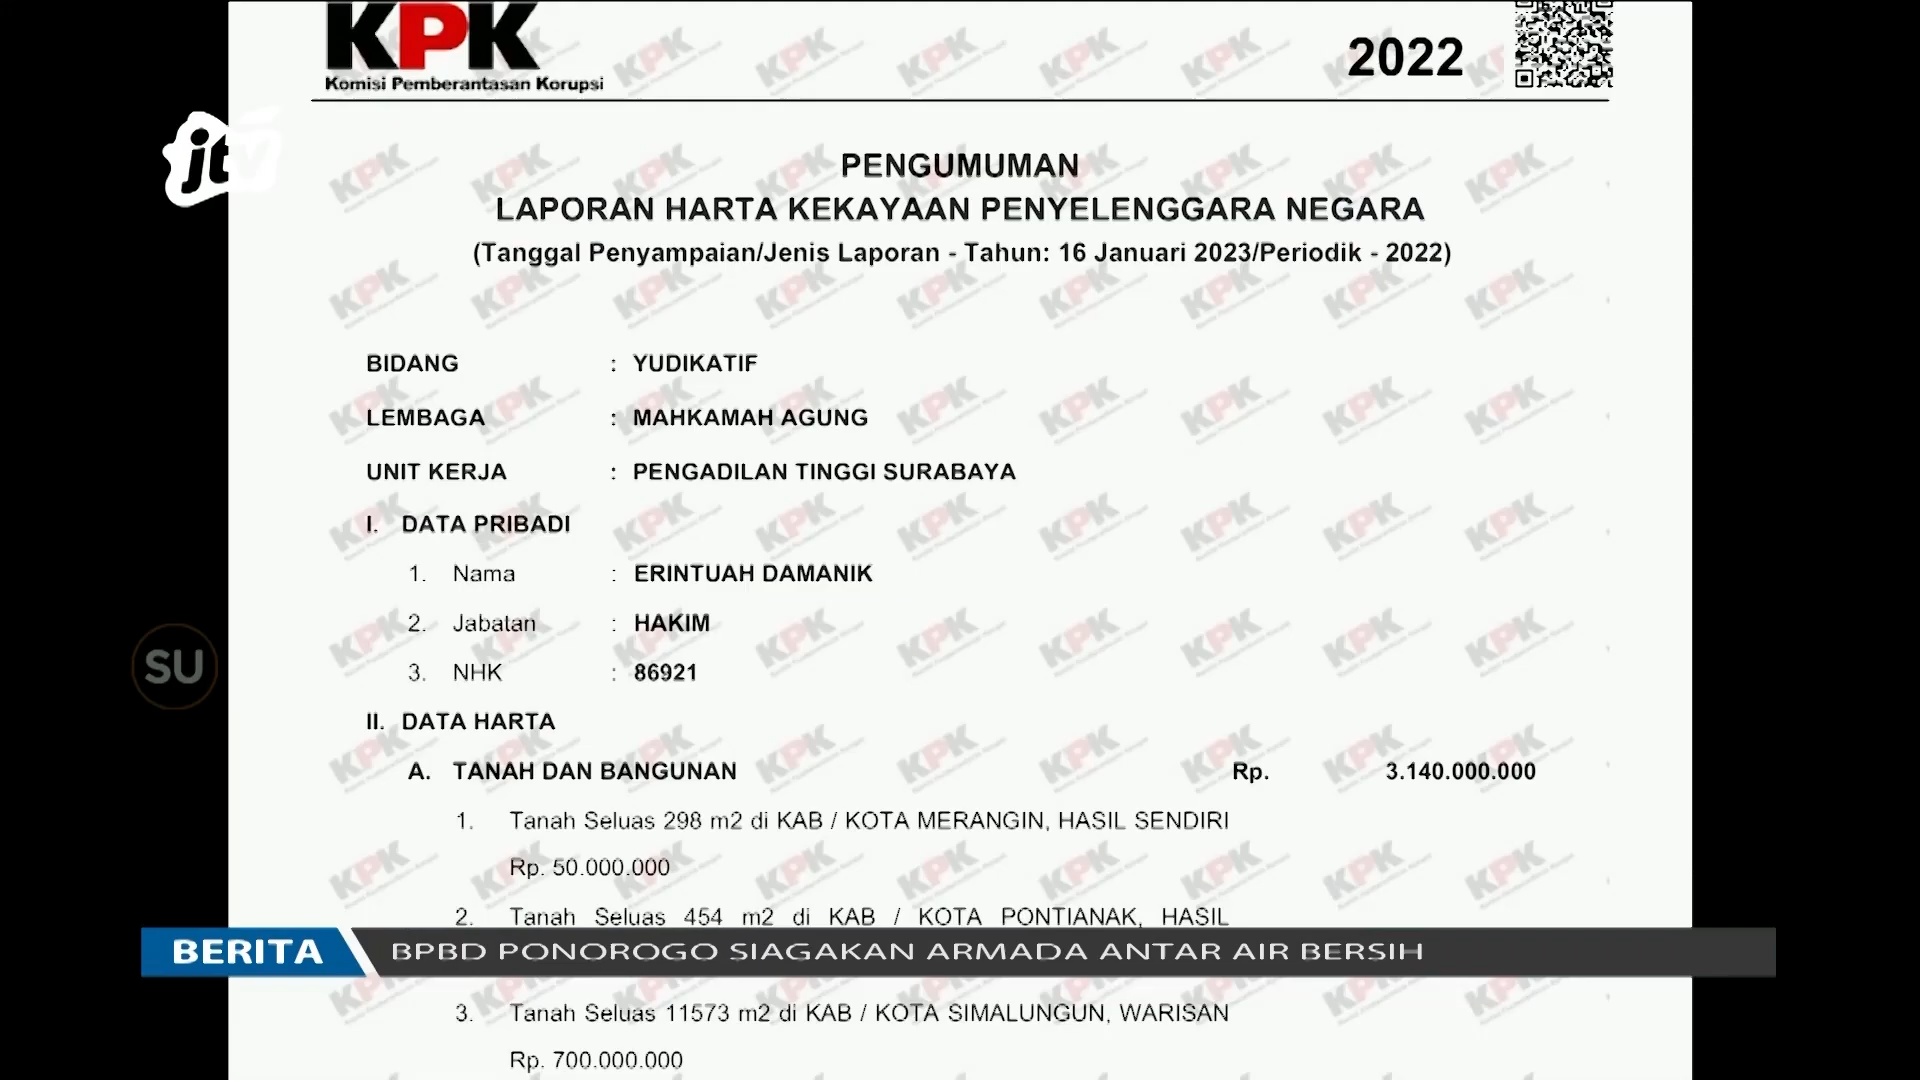 KPK
Komisi Pemberantasan Korupsi
2022
jtv
PENGUMUMAN
LAPORAN HARTA KEKAYAAN PENYELENGGARA NEGARA
(Tanggal Penyampaian/Jenis Laporan - Tahun: 16 Januari 2023/Periodik - 2022)
BIDANG : YUDIKATIF
LEMBAGA : MAHKAMAH AGUNG
UNIT KERJA : PENGADILAN TINGGI SURABAYA
I. DATA PRIBADI
1. Nama : ERINTUAH DAMANIK
2. Jabatan : HAKIM
3. NHK : 86921
SU
II. DATA HARTA
A. TANAH DAN BANGUNAN Rp. 3.140.000.000
1. Tanah Seluas 298 m2 di KAB / KOTA MERANGIN, HASIL SENDIRI
Rp. 50.000.000
2. Tanah Seluas 454 m2 di KAB / KOTA PONTIANAK, HASIL
BERITA BPBD PONOROGO SIAGAKAN ARMADA ANTAR AIR BERSIH
3. Tanah Seluas 11573 m2 di KAB / KOTA SIMALUNGUN, WARISAN
Rp. 700.000.000